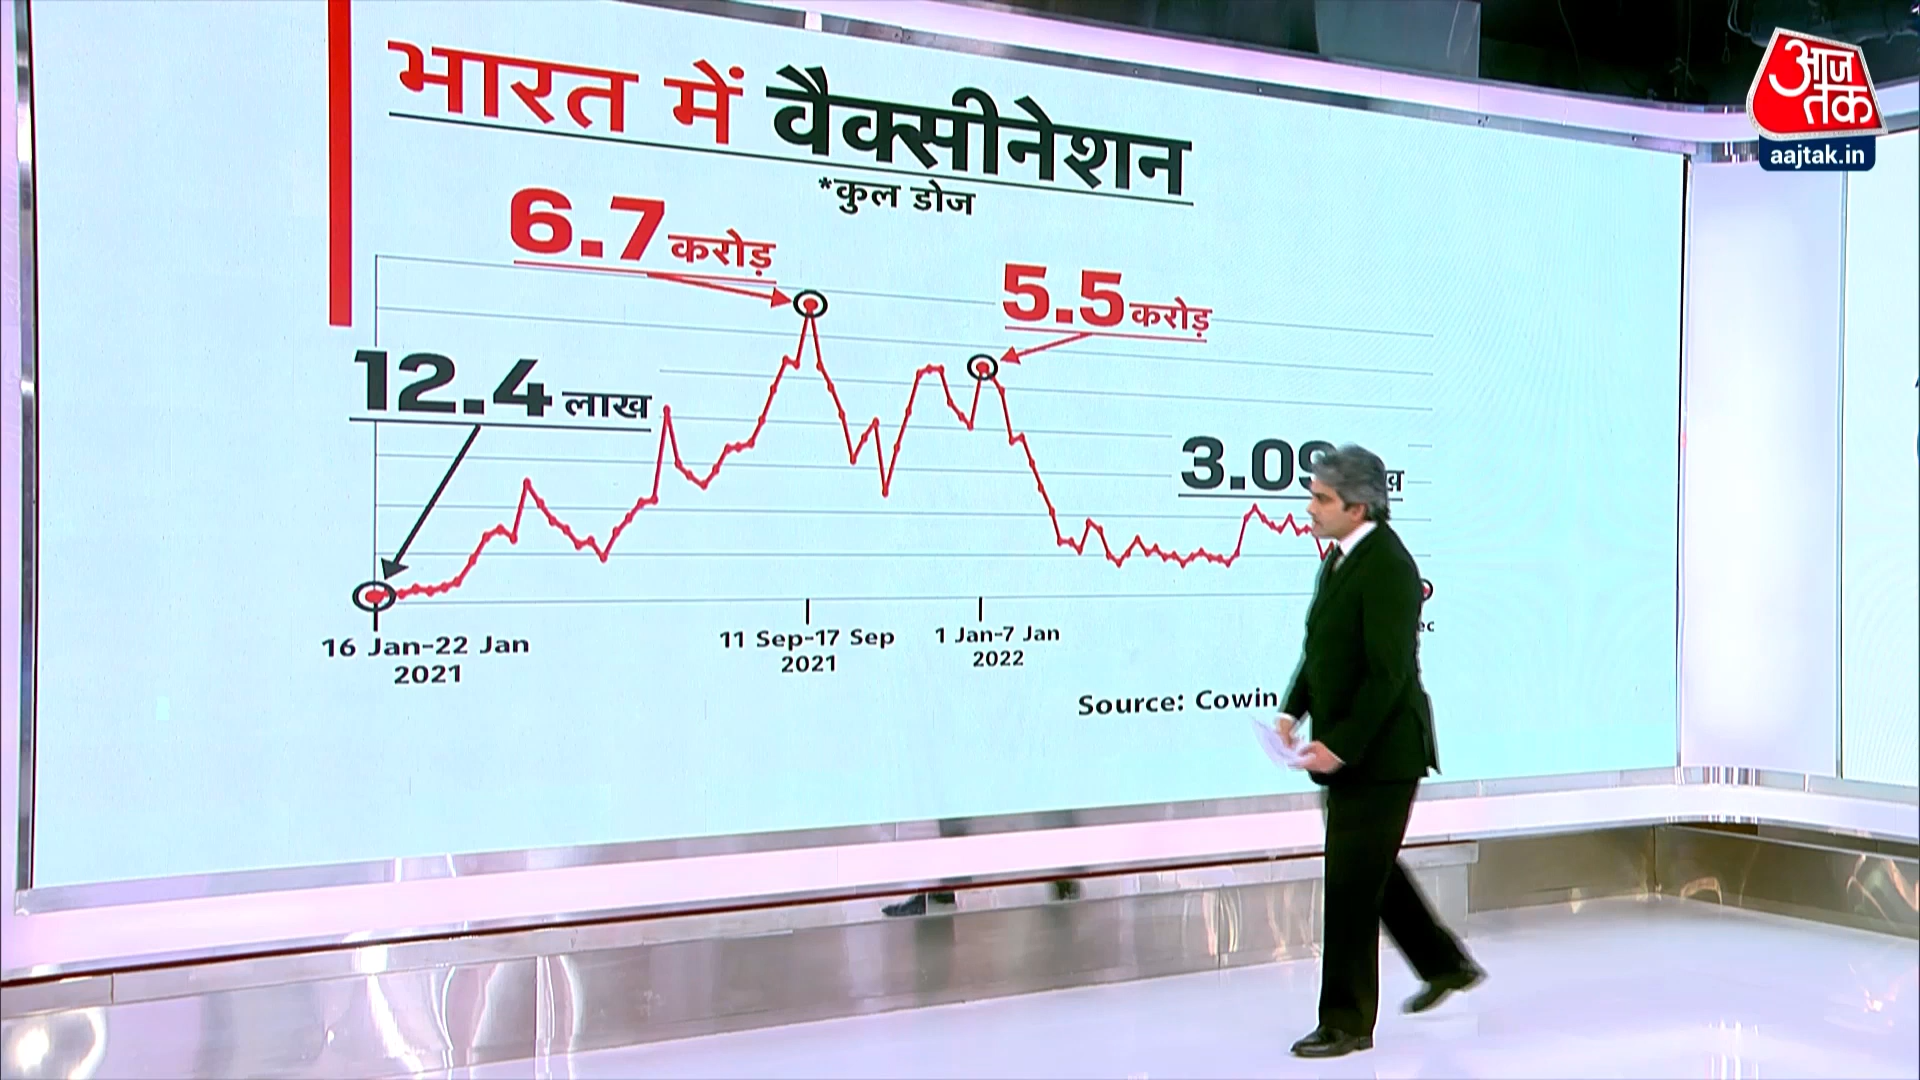 भारत में वैक्सीनेशन
*कुल डोज
6.7 करोड़
5.5 करोड़
12.4 लाख
3.09
16 Jan-22 Jan
2021
11 Sep-17 Sep
2021
1 Jan-7 Jan
2022
Source: Cowin
आज
तक
aajtak.in